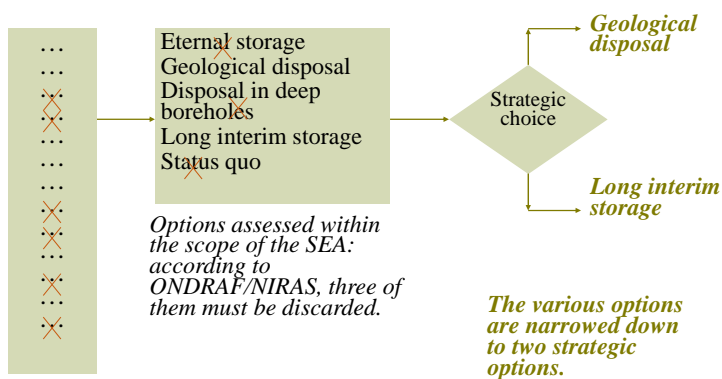 ...
...
...
...
...
...
...
...
...
...
...
...
...
Eternal storage
Geological disposal
Disposal in deep
boreholes
Long interim storage
Status quo
Options assessed within
the scope of the SEA:
according to
ONDRAF/NIRAS, three of
them must be discarded.
Strategic
choice
Geological
disposal
Long interim
storage
The various options
are narrowed down
to two strategic
options.